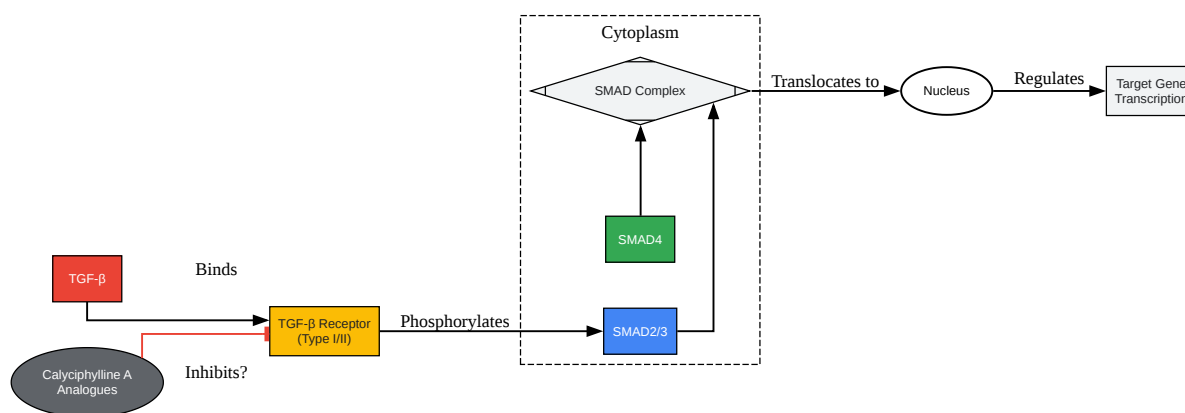 Cytoplasm
SMAD Complex
Translocates to
Nucleus
Regulates
Target Gene
Transcription
SMAD4
TGF-β
Binds
TGF-β Receptor
(Type I/II)
Phosphorylates
SMAD2/3
Calyciphylline A
Analogues
Inhibits?